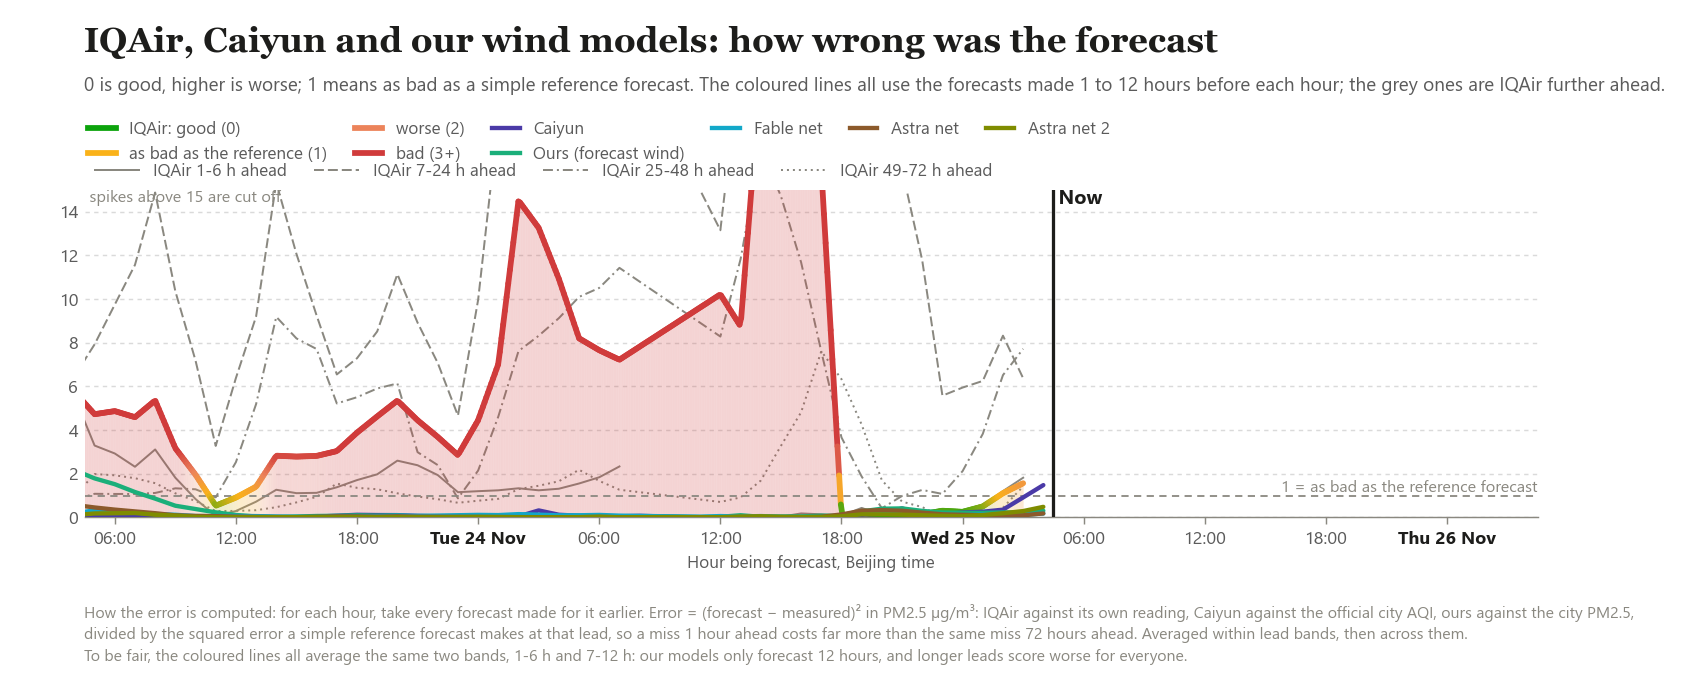 IQAir, Caiyun and our wind models: how wrong was the forecast
0 is good, higher is worse; 1 means as bad as a simple reference forecast. The coloured lines all use the forecasts made 1 to 12 hours before each hour; the grey ones are IQAir further ahead.
IQAir: good (0) worse (2) Caiyun Fable net Astra net Astra net 2
as bad as the reference (1) bad (3+) Ours (forecast wind)
IQAir 1-6 h ahead IQAir 7-24 h ahead IQAir 25-48 h ahead IQAir 49-72 h ahead
spikes above 15 are cut off
Now
14
12
10
8
6
4
2
1 = as bad as the reference forecast
0
06:00 12:00 18:00 Tue 24 Nov 06:00 12:00 18:00 Wed 25 Nov 06:00 12:00 18:00 Thu 26 Nov
Hour being forecast, Beijing time
How the error is computed: for each hour, take every forecast made for it earlier. Error = (forecast − measured)² in PM2.5 µg/m³: IQAir against its own reading, Caiyun against the official city AQI, ours against the city PM2.5,
divided by the squared error a simple reference forecast makes at that lead, so a miss 1 hour ahead costs far more than the same miss 72 hours ahead. Averaged within lead bands, then across them.
To be fair, the coloured lines all average the same two bands, 1-6 h and 7-12 h: our models only forecast 12 hours, and longer leads score worse for everyone.